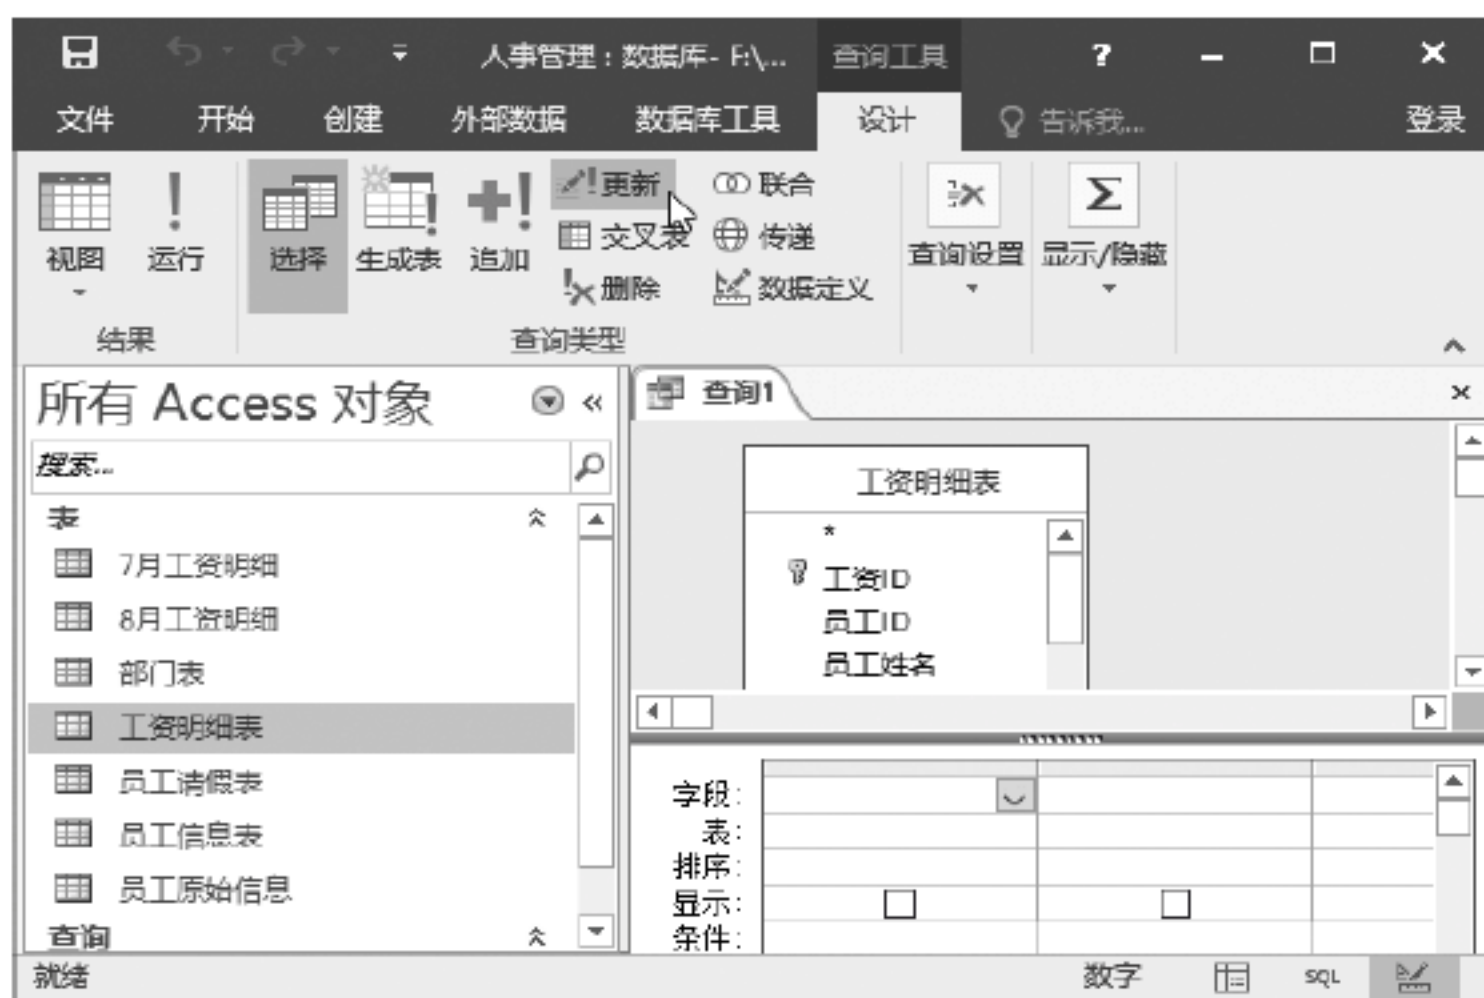 人事管理：数据库- F:\... 查询工具 ?
文件 开始 创建 外部数据 数据库工具 设计 告诉我... 登录
视图 运行 选择 生成表 追加 更新 交叉表 删除 联合 传递 数据定义 查询设置 显示/隐藏
结果 查询类型
所有 Access 对象
搜索...
表
7月工资明细
8月工资明细
部门表
工资明细表
员工请假表
员工信息表
员工原始信息
查询
查询1
工资明细表
*
工资ID
员工ID
员工姓名
字段:
表:
排序:
显示:
条件:
就绪 数字 SQL